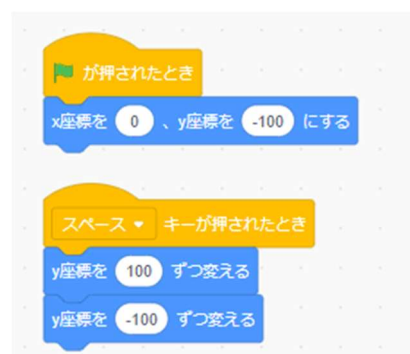 が押されたとき
x座標を 0 、y座標を -100 にする
スペース キーが押されたとき
y座標を 100 ずつ変える
y座標を -100 ずつ変える